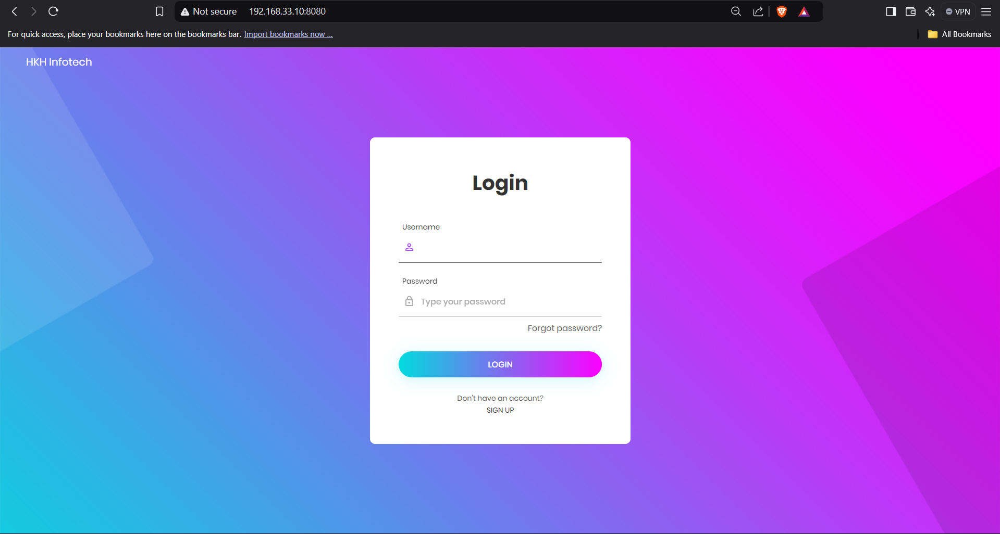 Not secure 192.168.33.10:8080
VPN
For quick access, place your bookmarks here on the bookmarks bar. Import bookmarks now ...
All Bookmarks
HKH Infotech
Login
Username
Password
Type your password
Forgot password?
LOGIN
Don't have an account?
SIGN UP